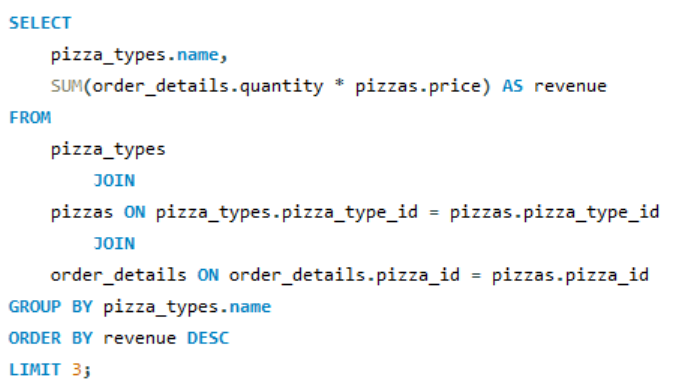 SELECT
pizza_types.name,
SUM(order_details.quantity * pizzas.price) AS revenue
FROM
pizza_types
JOIN
pizzas ON pizza_types.pizza_type_id = pizzas.pizza_type_id
JOIN
order_details ON order_details.pizza_id = pizzas.pizza_id
GROUP BY pizza_types.name
ORDER BY revenue DESC
LIMIT 3;